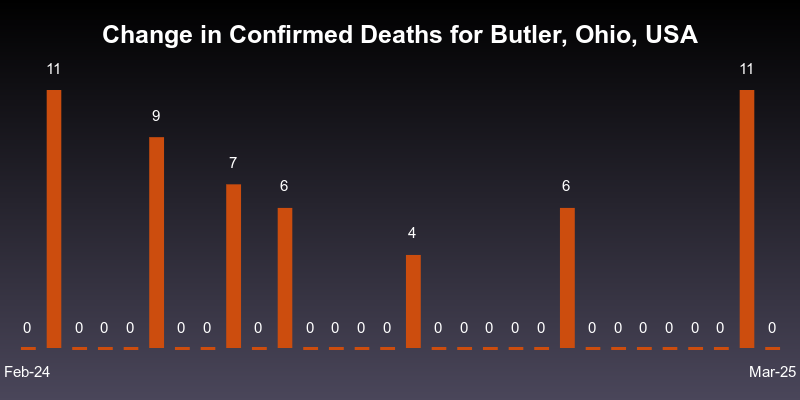 Change in Confirmed Deaths for Butler, Ohio, USA
11 11
9
7
6 6
4
0 0 0 0 0 0 0 0 0 0 0 0 0 0 0 0 0 0 0 0 0 0 0
Feb-24 Mar-25